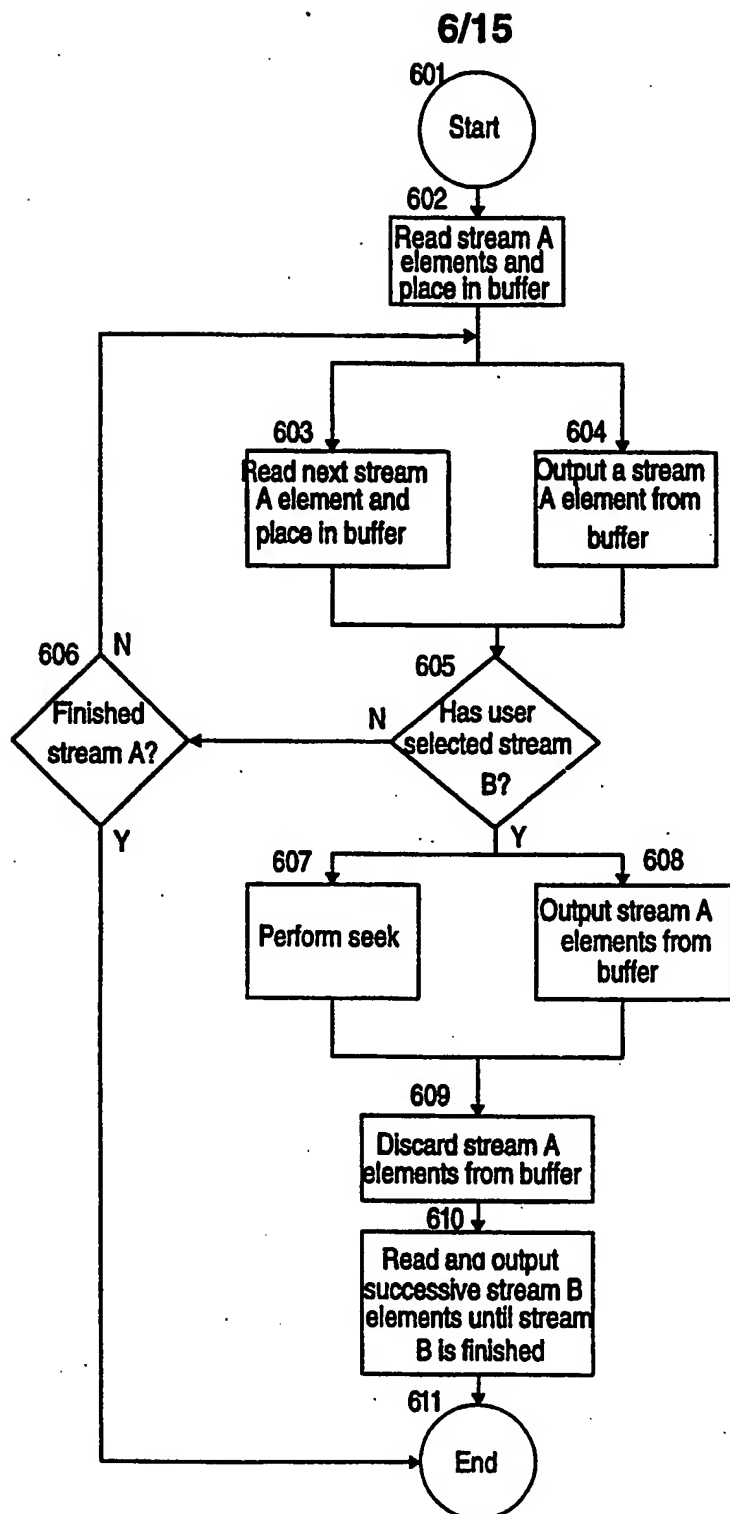 6/15
601
Start
602
Read stream A
elements and
place in buffer
603
Read next stream
A element and
place in buffer
604
Output a stream
A element from
buffer
605
Has user
selected stream
B?
N
Y
606
Finished
stream A?
N
Y
607
Perform seek
608
Output stream A
elements from
buffer
609
Discard stream A
elements from buffer
610
Read and output
successive stream B
elements until stream
B is finished
611
End